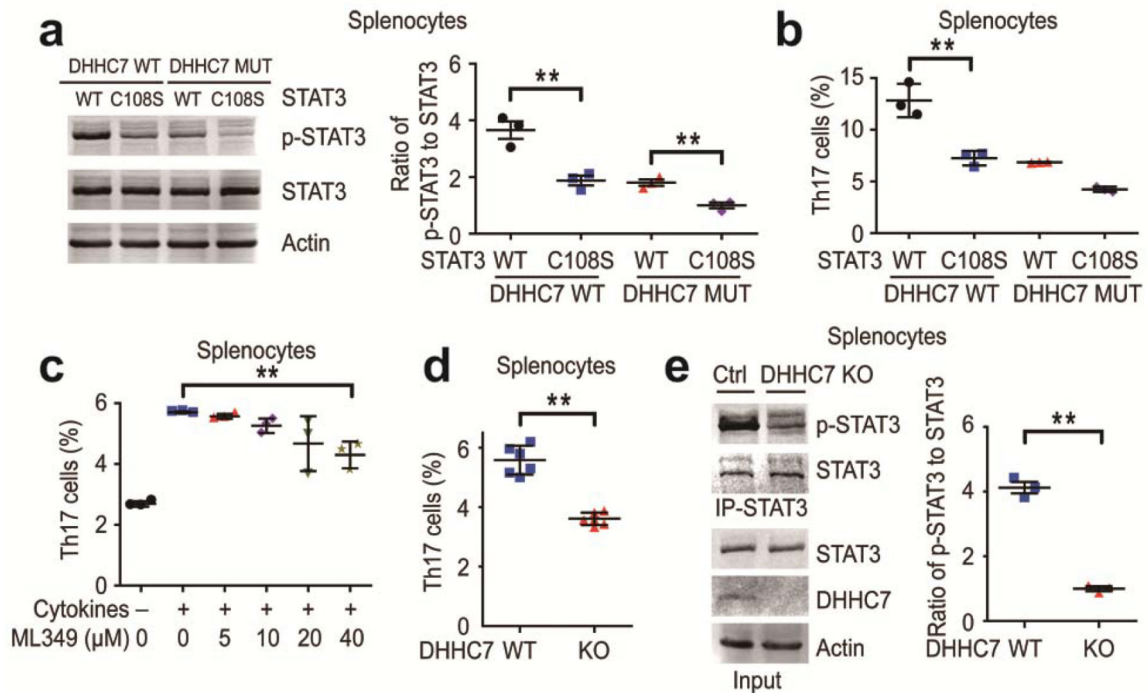 a
Splenocytes
DHHC7 WT DHHC7 MUT
WT C108S WT C108S STAT3
p-STAT3
STAT3
Actin
Ratio of
p-STAT3 to STAT3
6
4
2
0
**
**
STAT3 WT C108S WT C108S
DHHC7 WT DHHC7 MUT
b
Splenocytes
Th17 cells (%)
15
10
5
0
**
STAT3 WT C108S WT C108S
DHHC7 WT DHHC7 MUT
c
Splenocytes
Th17 cells (%)
6
4
2
0
**
Cytokines – + + + + +
ML349 (µM) 0 0 5 10 20 40
d
Splenocytes
Th17 cells (%)
6
4
2
0
**
DHHC7 WT KO
e
Splenocytes
Ctrl DHHC7 KO
p-STAT3
STAT3
IP-STAT3
STAT3
DHHC7
Actin
Input
Ratio of p-STAT3 to STAT3
6
4
2
0
**
DHHC7 WT KO